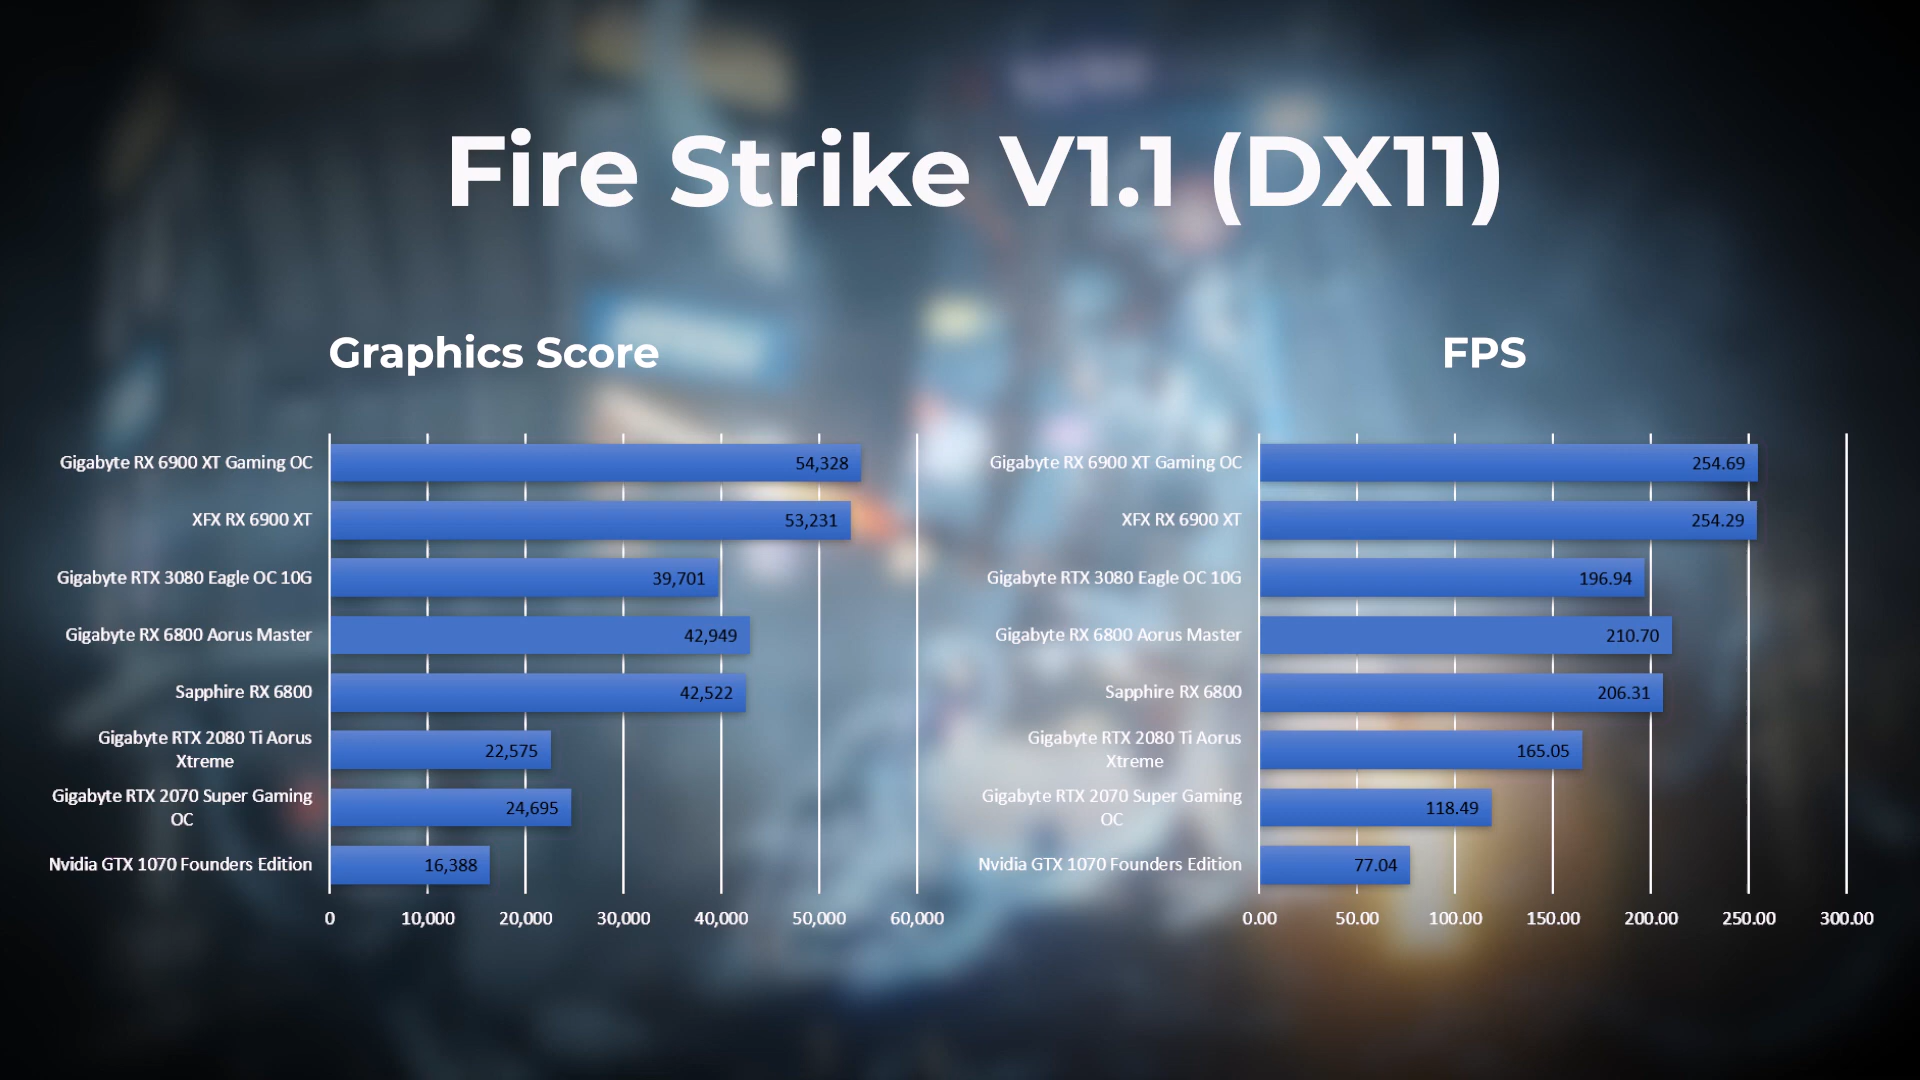 Fire Strike V1.1 (DX11)
Graphics Score
Gigabyte RX 6900 XT Gaming OC
54,328
XFX RX 6900 XT
53,231
Gigabyte RTX 3080 Eagle OC 10G
39,701
Gigabyte RX 6800 Aorus Master
42,949
Sapphire RX 6800
42,522
Gigabyte RTX 2080 Ti Aorus
Xtreme
22,575
Gigabyte RTX 2070 Super Gaming
OC
24,695
Nvidia GTX 1070 Founders Edition
16,388
0 10,000 20,000 30,000 40,000 50,000 60,000
FPS
Gigabyte RX 6900 XT Gaming OC
254.69
XFX RX 6900 XT
254.29
Gigabyte RTX 3080 Eagle OC 10G
196.94
Gigabyte RX 6800 Aorus Master
210.70
Sapphire RX 6800
206.31
Gigabyte RTX 2080 Ti Aorus
Xtreme
165.05
Gigabyte RTX 2070 Super Gaming
OC
118.49
Nvidia GTX 1070 Founders Edition
77.04
0.00 50.00 100.00 150.00 200.00 250.00 300.00